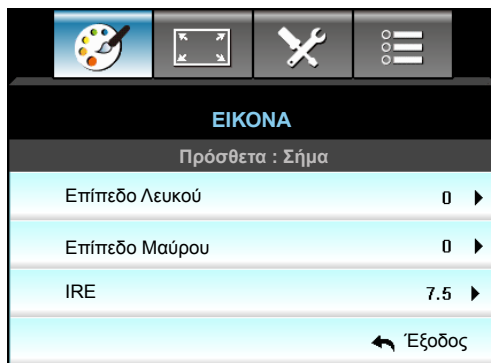 ΕΙΚΟΝΑ
Πρόσθετα : Σήμα
Επίπεδο Λευκού 0
Επίπεδο Μαύρου 0
IRE 7.5
Έξοδος